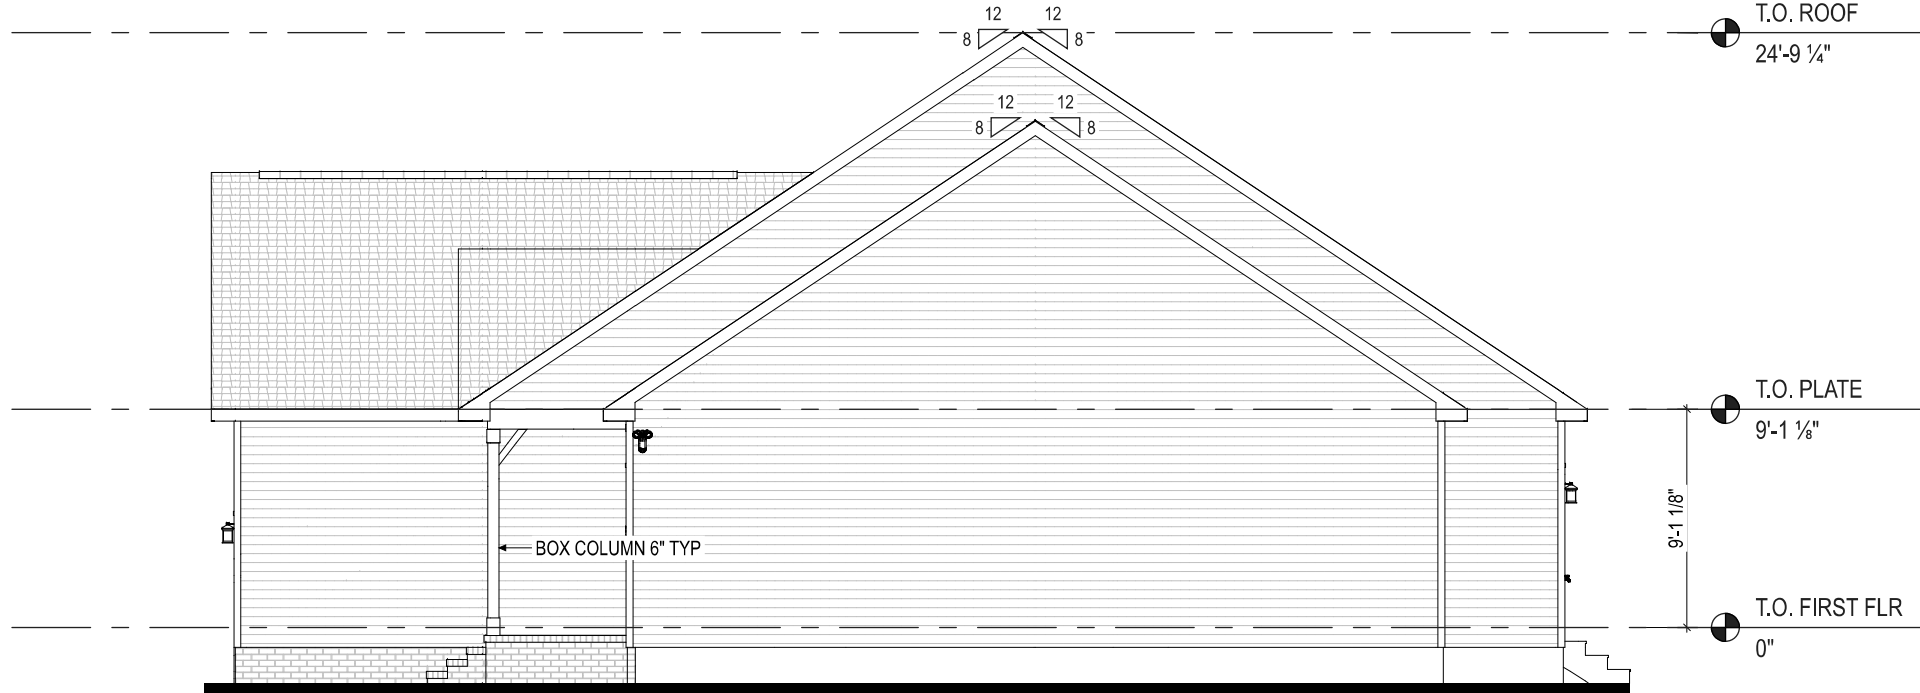 12 12
8 8
T.O. ROOF
24'-9 ¼"
12 12
8 8
T.O. PLATE
9'-1 ⅛"
9'-1 1/8"
BOX COLUMN 6" TYP
T.O. FIRST FLR
0"